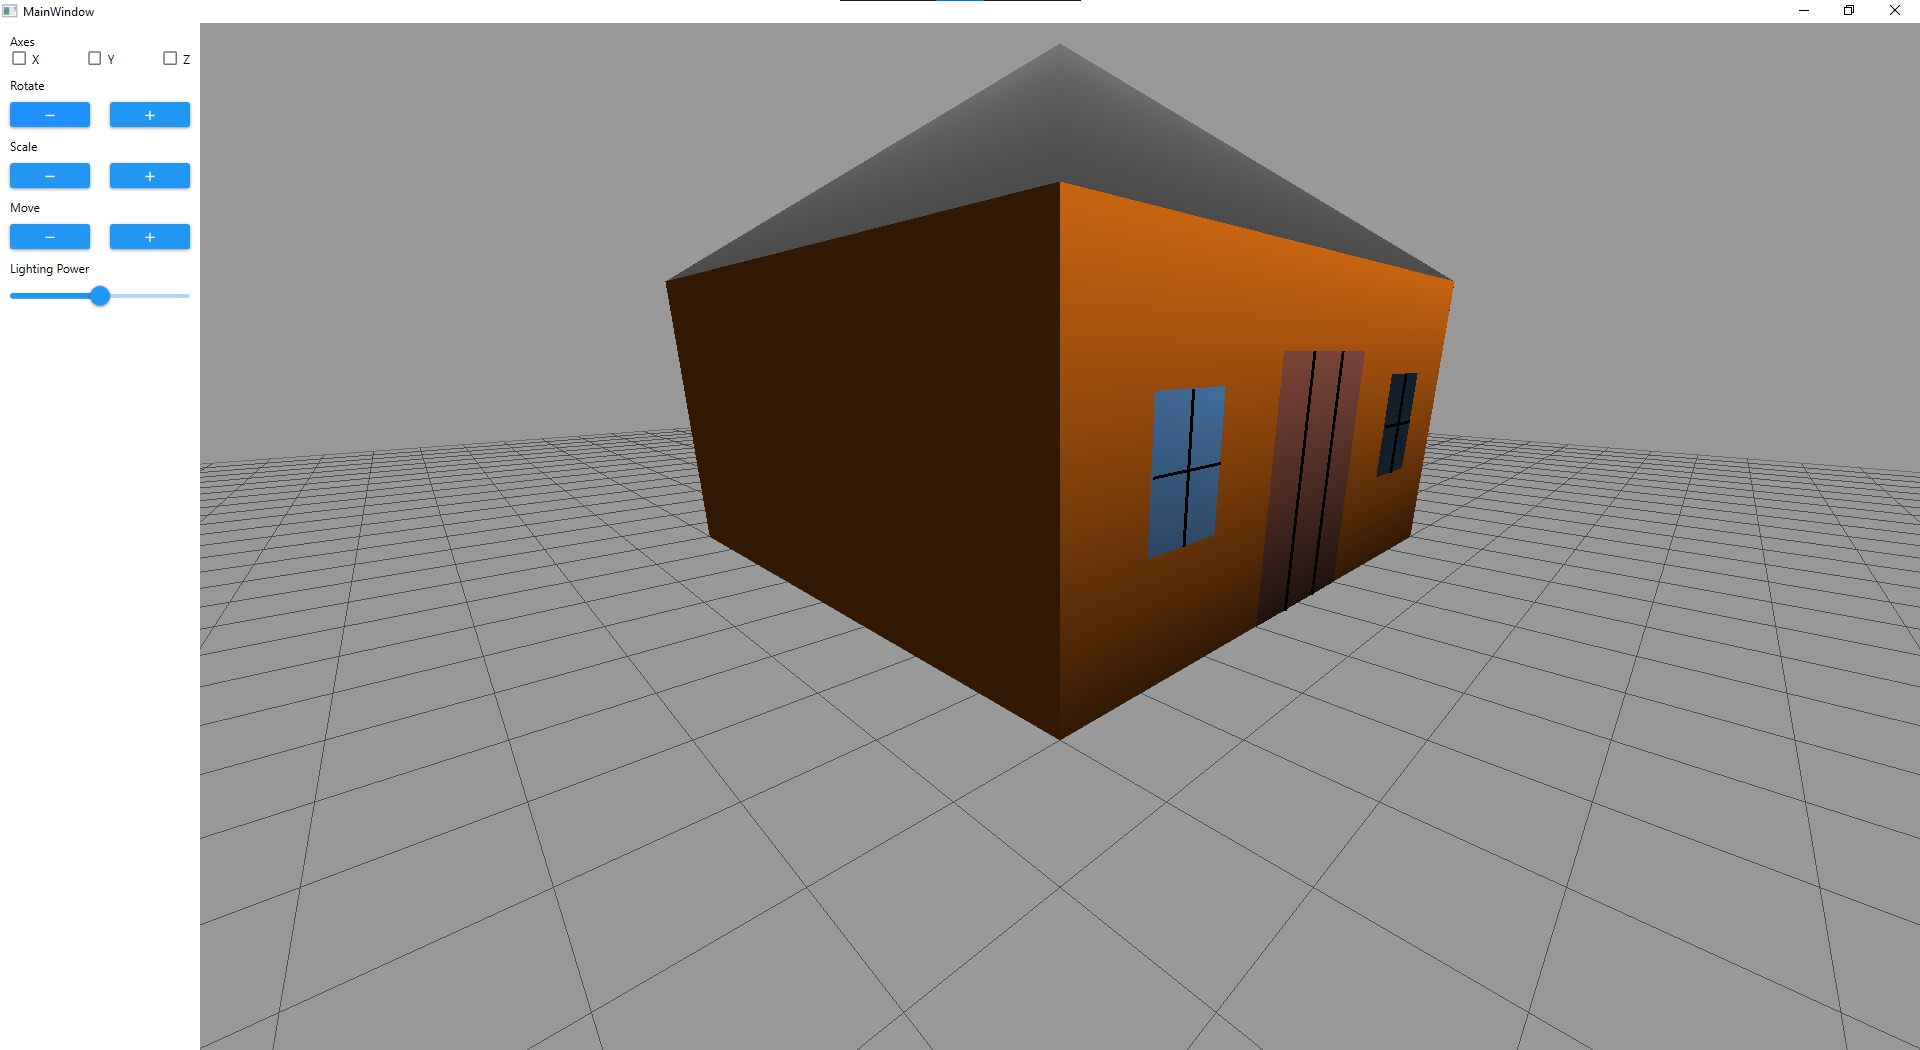 MainWindow
Axes
X Y Z
Rotate
− +
Scale
− +
Move
− +
Lighting Power